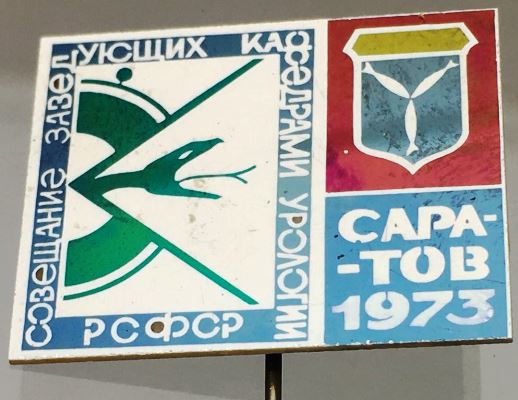 СОВЕЩАНИЕ ЗАВЕДУЮЩИХ КАФЕДРАМИ УРОЛОГИИ
РСФСР
САРА-
-ТОВ
1973